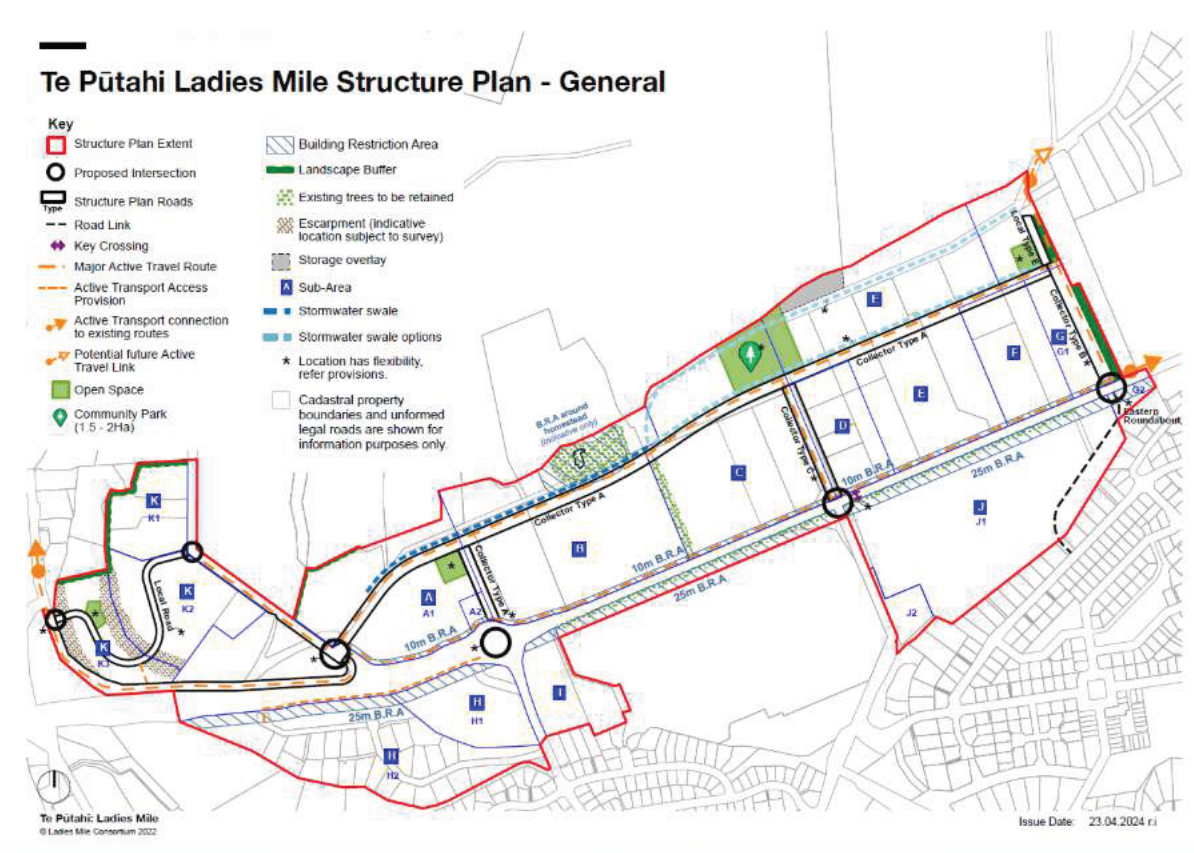 Te Pūtahi Ladies Mile Structure Plan - General
Key
Structure Plan Extent
Proposed Intersection
Type
Structure Plan Roads
Road Link
Key Crossing
Major Active Travel Route
Active Transport Access
Provision
Active Transport connection
to existing routes
Potential future Active
Travel Link
Open Space
Community Park
(1.5 - 2Ha)
Building Restriction Area
Landscape Buffer
Existing trees to be retained
Escarpment (indicative
location subject to survey)
Storage overlay
A Sub-Area
Stormwater swale
Stormwater swale options
* Location has flexibility,
refer provisions.
Cadastral property
boundaries and unformed
legal roads are shown for
information purposes only.
Local Type E
E
Collector Type A
Collector Type B
G
G1
F
E
G2
Eastern
Roundabout
B.R.A around
homestead
(indicative only)
D
Collector Type C
C
10m B.R.A
25m B.R.A
J
J1
J2
Collector Type A
B
10m B.R.A
25m B.R.A
K
K1
K
K2
Local Road
K
K3
A
A1
A2
Collector Type A
10m B.R.A
I
H
H1
25m B.R.A
H
H2
Te Pūtahi: Ladies Mile
© Ladies Mile Consortium 2022
Issue Date: 23.04.2024 r.i